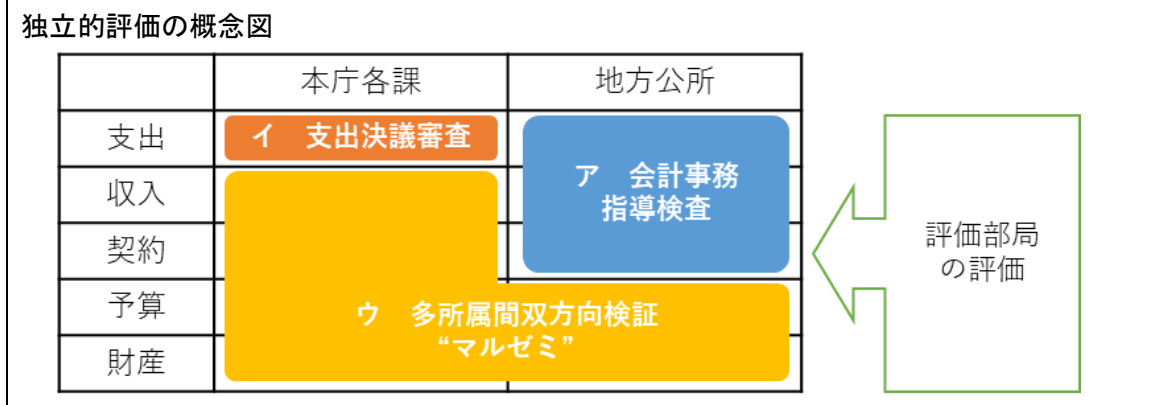 独立的評価の概念図
本庁各課
地方公所
支出
イ 支出決議審査
収入
ア 会計事務
指導検査
契約
予算
ウ 多所属間双方向検証
“マルゼミ”
財産
評価部局
の評価